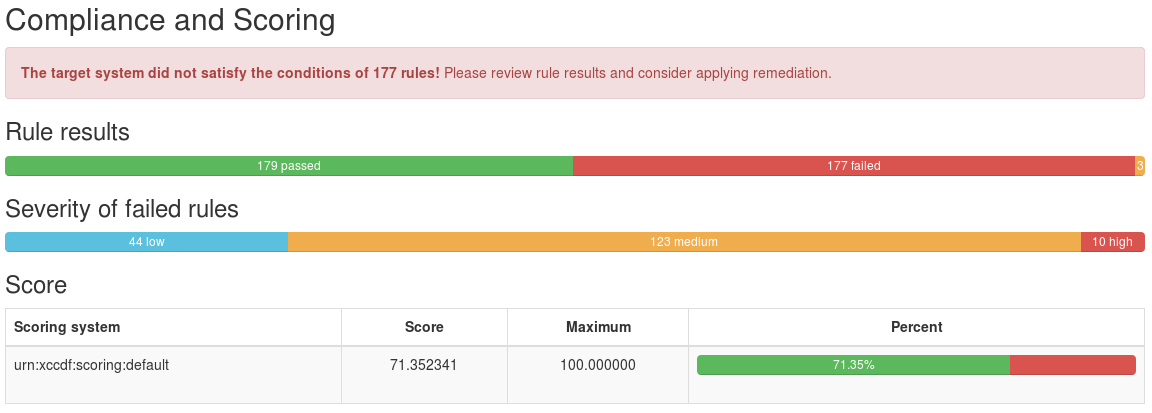 Compliance and Scoring
The target system did not satisfy the conditions of 177 rules! Please review rule results and consider applying remediation.
Rule results
179 passed 177 failed 3
Severity of failed rules
44 low 123 medium 10 high
Score
Scoring system Score Maximum Percent
urn:xccdf:scoring:default 71.352341 100.000000 71.35%